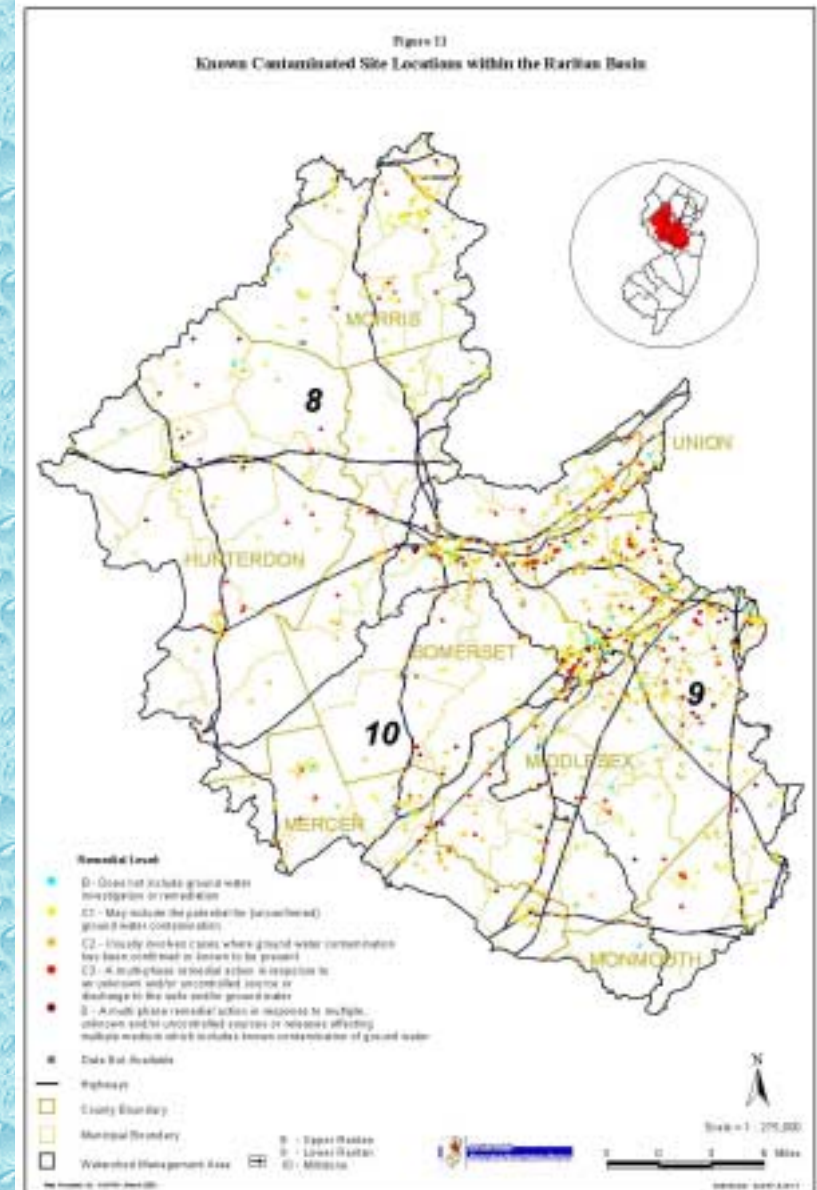 Figure 11
Known Contaminated Site Locations within the Raritan Basin
MORRIS
8
UNION
HUNTERDON
SOMERSET
9
10
MIDDLESEX
MERCER
MONMOUTH
Remedial Level:
B - Does not include ground water
investigation or remediation
C1 - May include the potential for (unconfirmed)
ground water contamination
C2 - Usually involves cases where ground water contamination
has been confirmed or known to be present
C3 - A multi-phase remedial action in response to
an unknown and/or uncontrolled source or
discharge to the soils and/or ground water
D - A multi-phase remedial action in response to multiple,
unknown and/or uncontrolled sources or releases affecting
multiple medium which includes known contamination of ground water
Data Not Available
Highways
County Boundary
Municipal Boundary
Watershed Management Area
8 - Upper Raritan
9 - Lower Raritan
10 - Millstone
N
Scale = 1 : 275,000
Miles